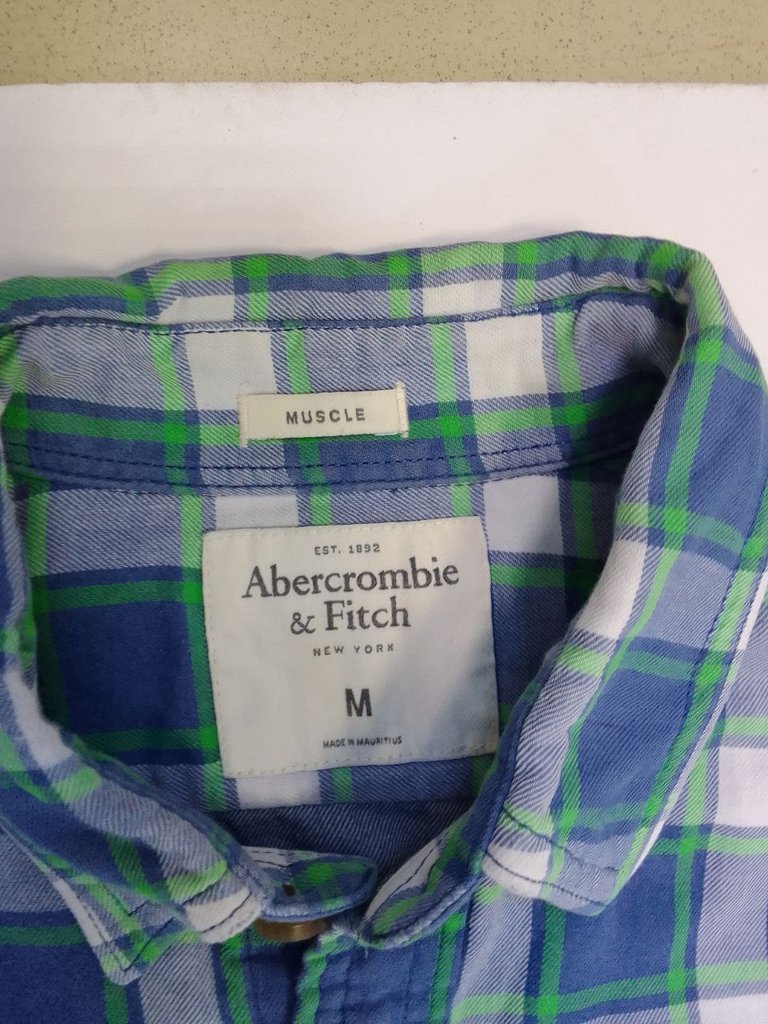 MUSCLE
EST. 1892
Abercrombie
& Fitch
NEW YORK
M
MADE IN MAURITIUS